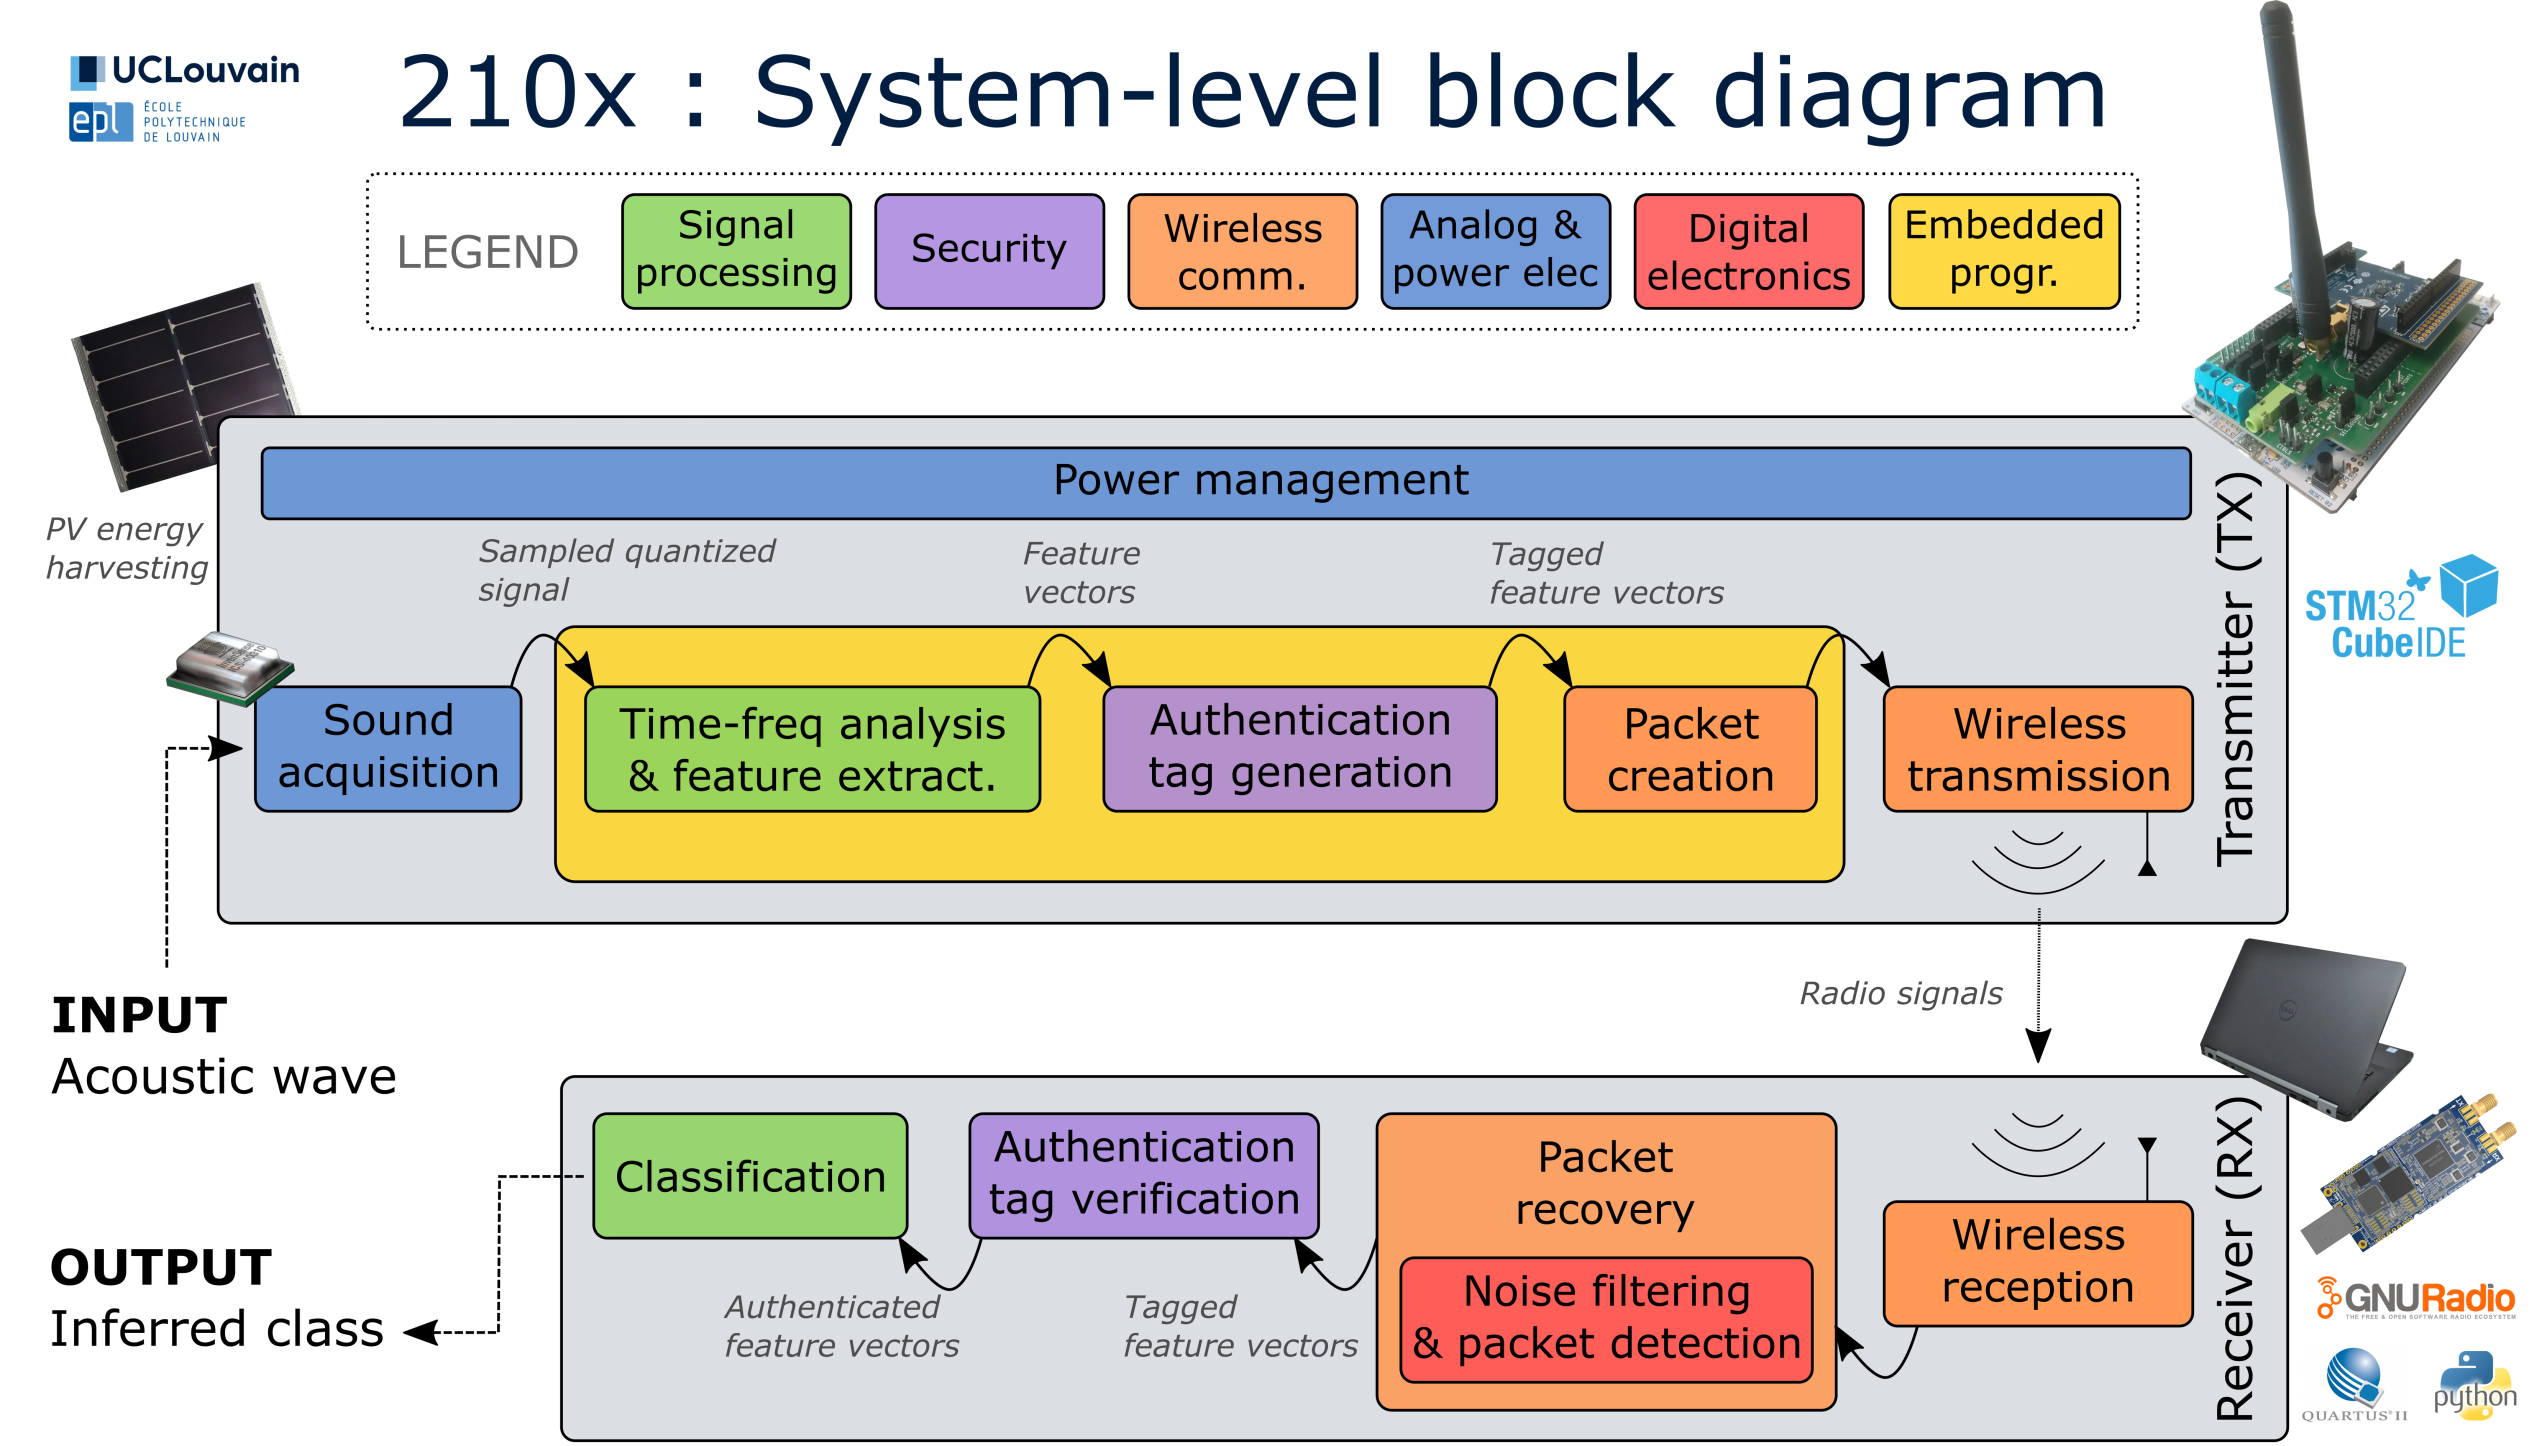 UCLouvain
epl
ÉCOLE
POLYTECHNIQUE
DE LOUVAIN
210x : System-level block diagram
LEGEND
Signal
processing
Security
Wireless
comm.
Analog &
power elec
Digital
electronics
Embedded
progr.
PV energy
harvesting
Power management
Sampled quantized
signal
Feature
vectors
Tagged
feature vectors
Sound
acquisition
Time-freq analysis
& feature extract.
Authentication
tag generation
Packet
creation
Wireless
transmission
Transmitter (TX)
STM32
CubeIDE
INPUT
Acoustic wave
Radio signals
OUTPUT
Inferred class
Classification
Authentication
tag verification
Packet
recovery
Noise filtering
& packet detection
Wireless
reception
Authenticated
feature vectors
Tagged
feature vectors
Receiver (RX)
GNURadio
THE FREE & OPEN SOFTWARE RADIO ECOSYSTEM
QUARTUS® II
python